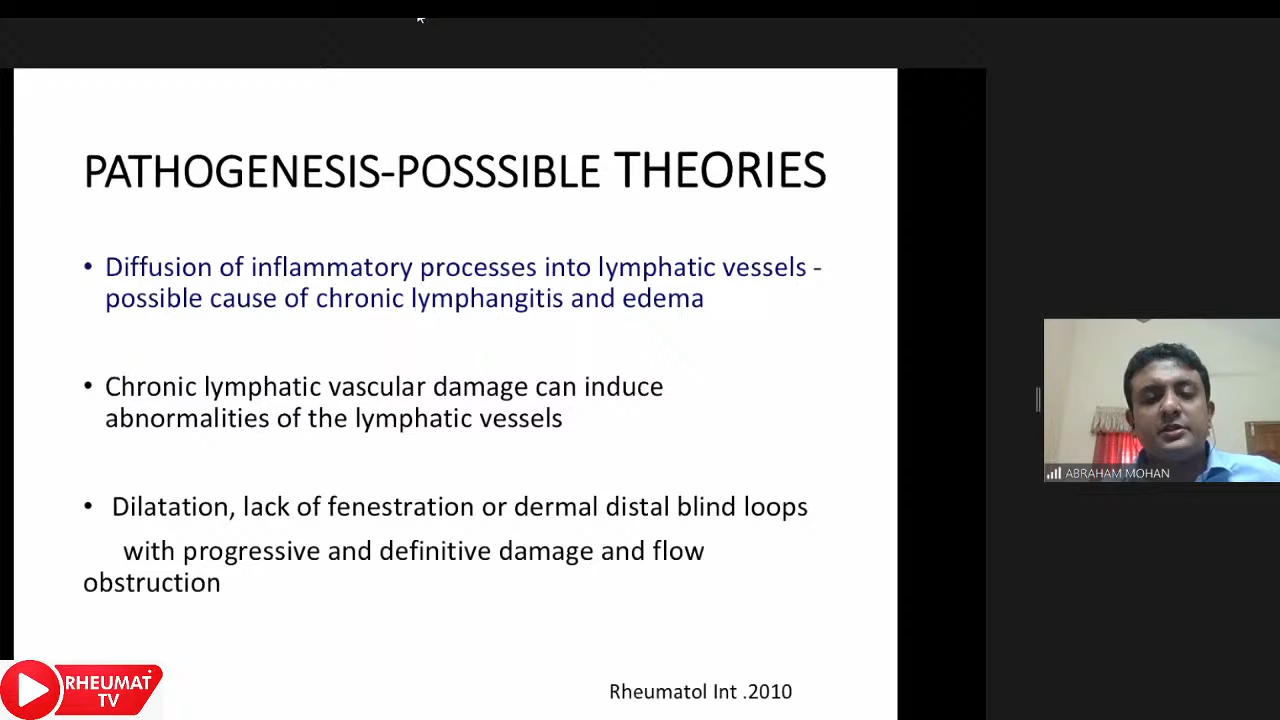 PATHOGENESIS-POSSSIBLE THEORIES
• Diffusion of inflammatory processes into lymphatic vessels -
possible cause of chronic lymphangitis and edema
• Chronic lymphatic vascular damage can induce
abnormalities of the lymphatic vessels
• Dilatation, lack of fenestration or dermal distal blind loops
with progressive and definitive damage and flow
obstruction
Rheumatol Int .2010
ABRAHAM MOHAN
RHEUMAT
TV